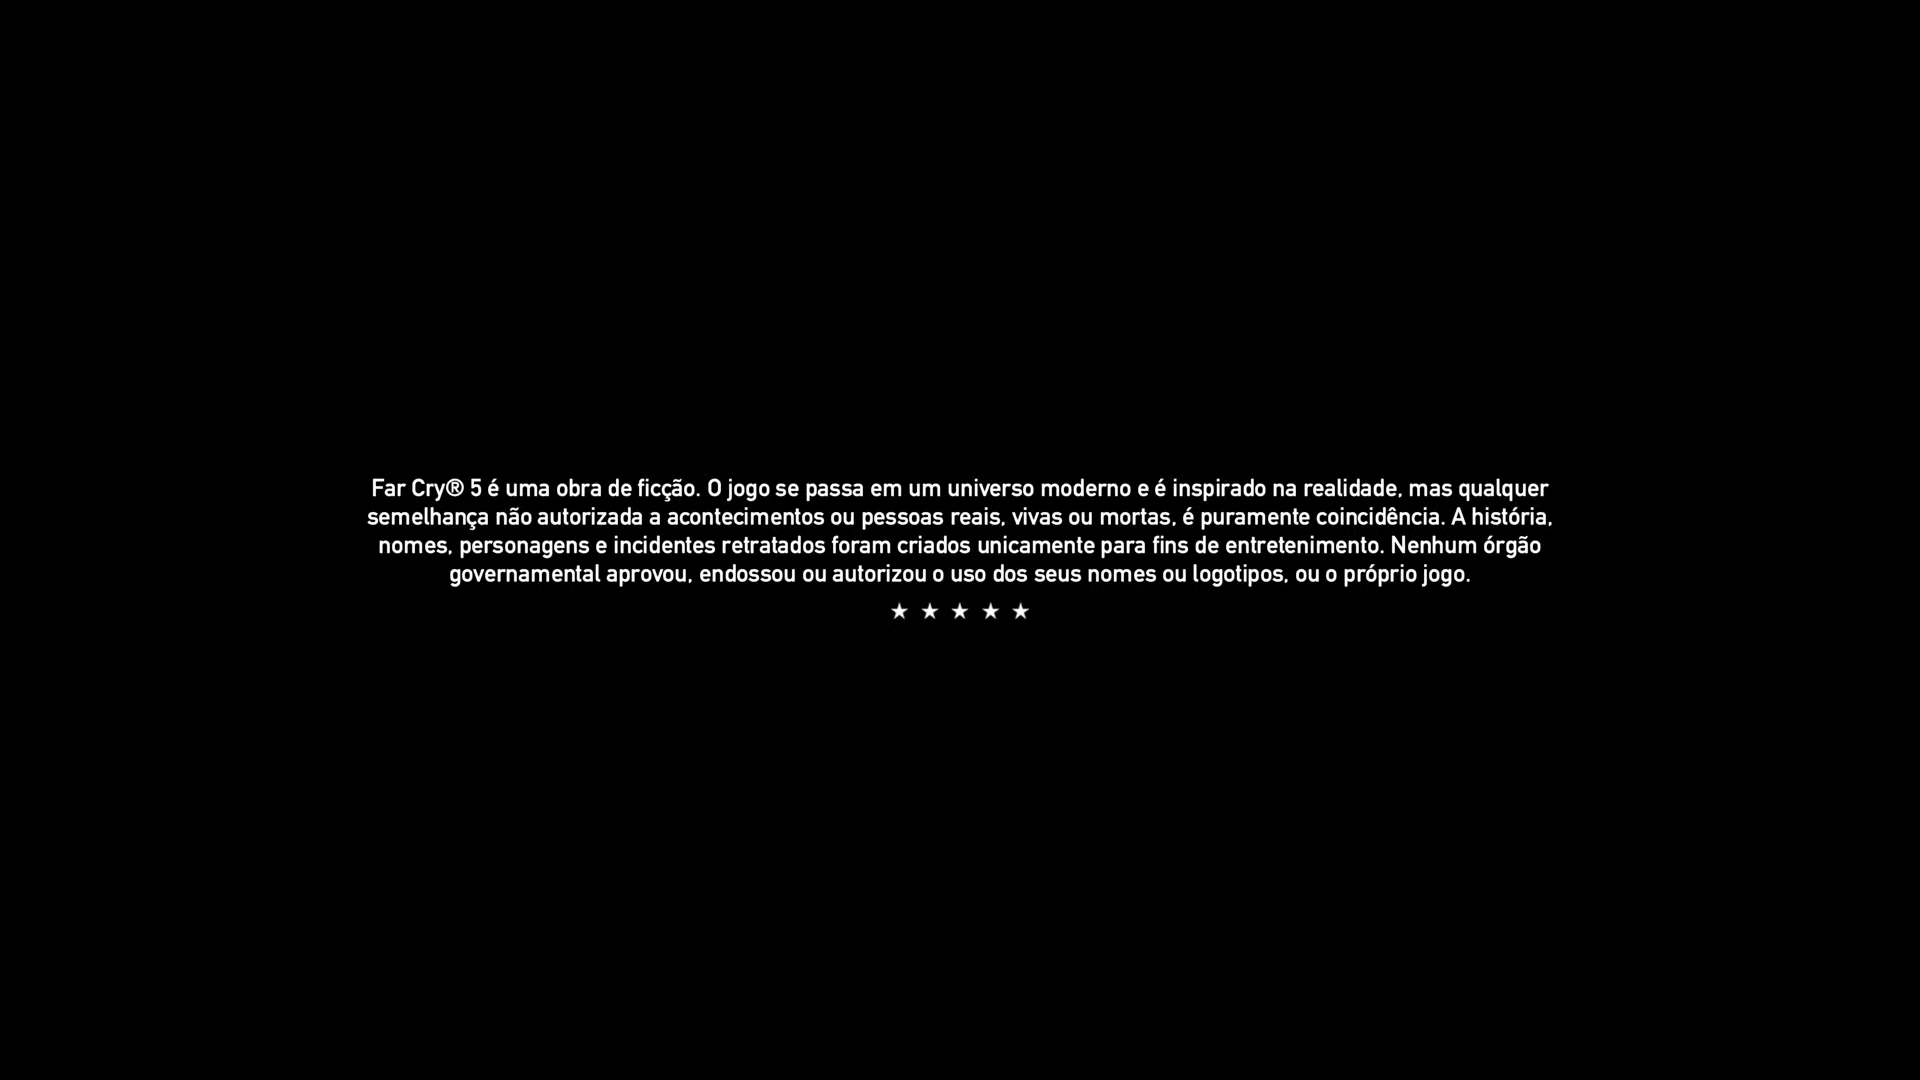 Far Cry® 5 é uma obra de ficção. O jogo se passa em um universo moderno e é inspirado na realidade, mas qualquer
semelhança não autorizada a acontecimentos ou pessoas reais, vivas ou mortas, é puramente coincidência. A história,
nomes, personagens e incidentes retratados foram criados unicamente para fins de entretenimento. Nenhum órgão
governamental aprovou, endossou ou autorizou o uso dos seus nomes ou logotipos, ou o próprio jogo.
★ ★ ★ ★ ★